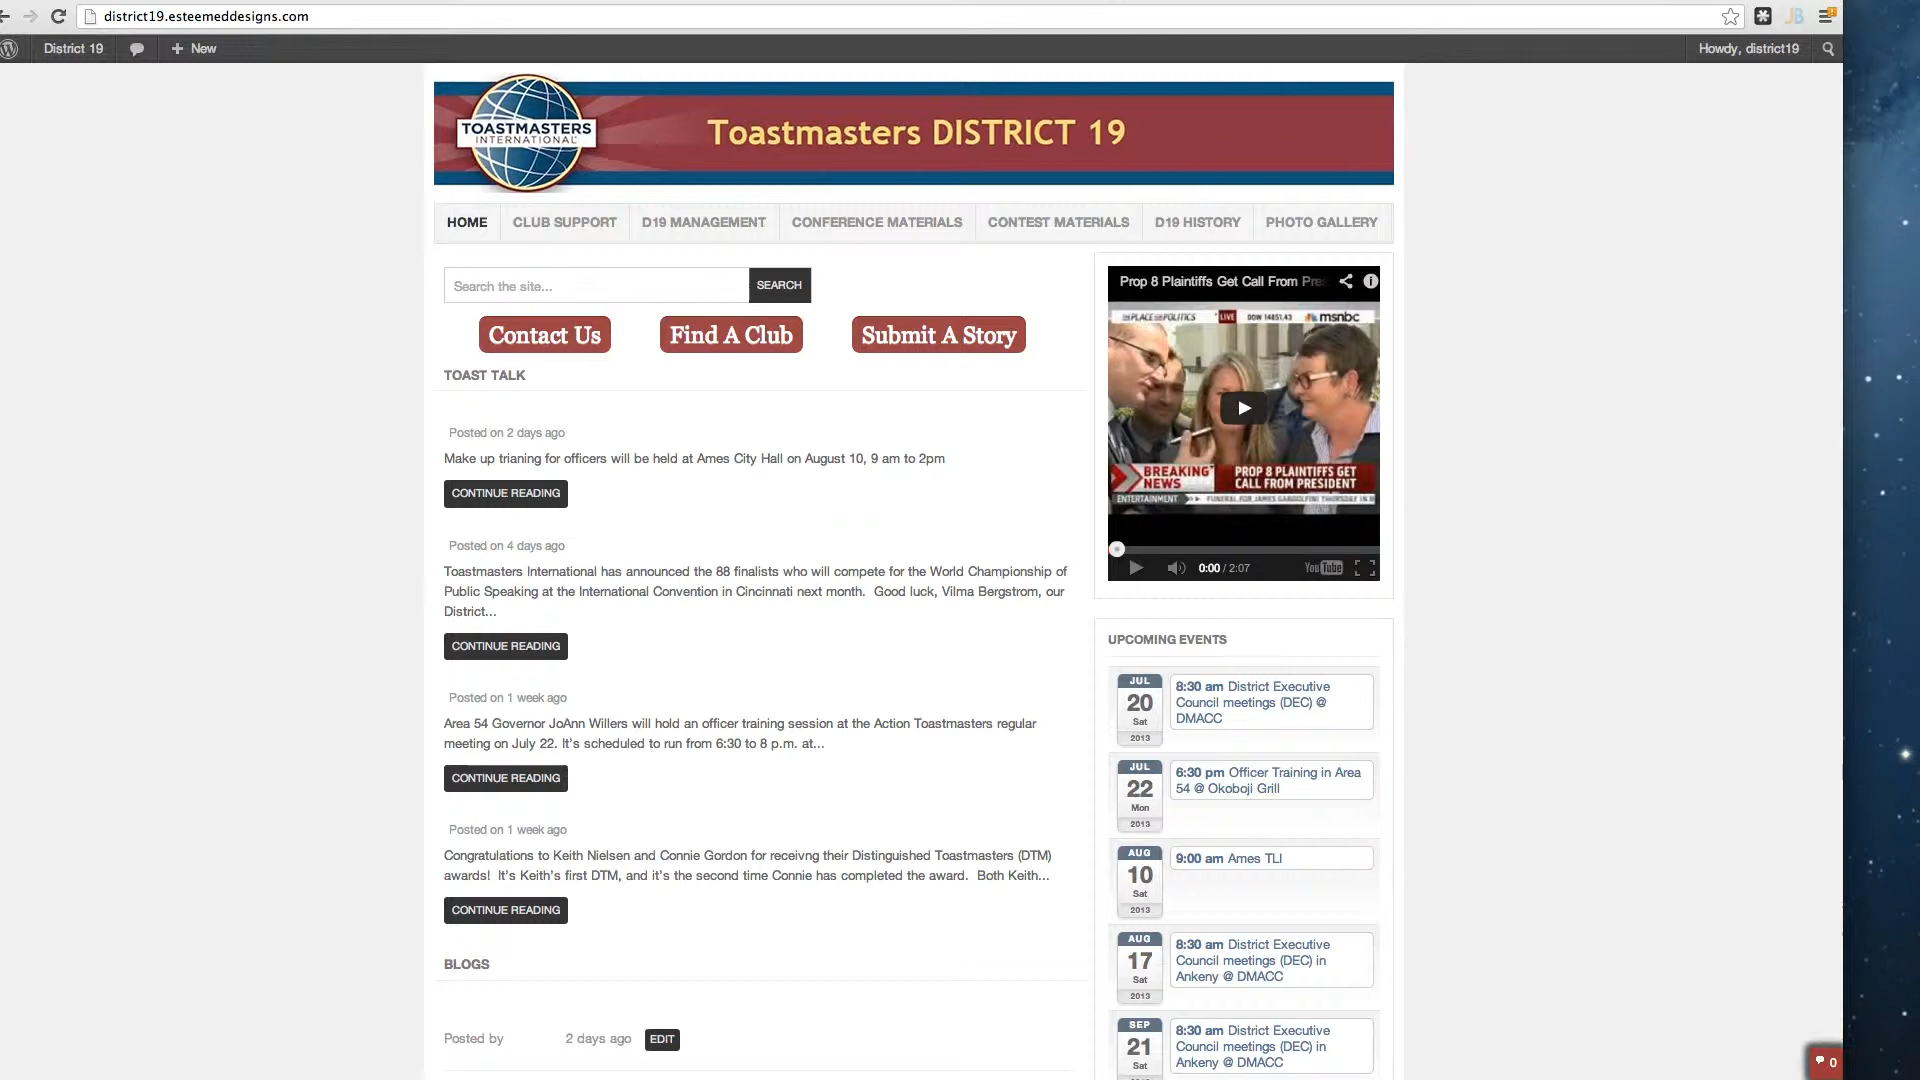 district19.esteemeddesigns.com
District 19
New
Howdy, district19
TOASTMASTERS
INTERNATIONAL
Toastmasters DISTRICT 19
HOME
CLUB SUPPORT
D19 MANAGEMENT
CONFERENCE MATERIALS
CONTEST MATERIALS
D19 HISTORY
PHOTO GALLERY
Search the site...
SEARCH
Contact Us
Find A Club
Submit A Story
TOAST TALK
Posted on 2 days ago
Make up trianing for officers will be held at Ames City Hall on August 10, 9 am to 2pm
CONTINUE READING
Posted on 4 days ago
Toastmasters International has announced the 88 finalists who will compete for the World Championship of
Public Speaking at the International Convention in Cincinnati next month.  Good luck, Vilma Bergstrom, our
District...
CONTINUE READING
Posted on 1 week ago
Area 54 Governor JoAnn Willers will hold an officer training session at the Action Toastmasters regular
meeting on July 22. It's scheduled to run from 6:30 to 8 p.m. at...
CONTINUE READING
Posted on 1 week ago
Congratulations to Keith Nielsen and Connie Gordon for receivng their Distinguished Toastmasters (DTM)
awards!  It's Keith's first DTM, and it's the second time Connie has completed the award.  Both Keith...
CONTINUE READING
BLOGS
Posted by
2 days ago
EDIT
Prop 8 Plaintiffs Get Call From Pres
PLACE POLITICS
LIVE
DOW 14851.43
msnbc
BREAKING NEWS
PROP 8 PLAINTIFFS GET
CALL FROM PRESIDENT
ENTERTAINMENT
FUNERAL FOR JAMES GANDOLFINI THURSDAY IN
0:00 / 2:07
YouTube
UPCOMING EVENTS
JUL
20
Sat
2013
8:30 am District Executive
Council meetings (DEC) @
DMACC
JUL
22
Mon
2013
6:30 pm Officer Training in Area
54 @ Okoboji Grill
AUG
10
Sat
2013
9:00 am Ames TLI
AUG
17
Sat
2013
8:30 am District Executive
Council meetings (DEC) in
Ankeny @ DMACC
SEP
21
Sat
8:30 am District Executive
Council meetings (DEC) in
Ankeny @ DMACC
JB
0